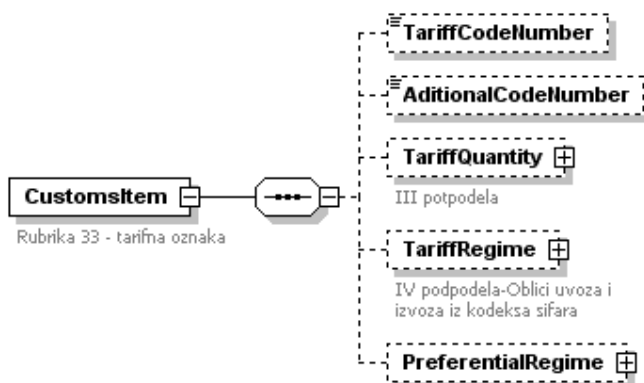 TariffCodeNumber
AditionalCodeNumber
TariffQuantity
III potpodela
CustomsItem
Rubrika 33 - tarifna oznaka
TariffRegime
IV podpodela-Oblici uvoza i
izvoza iz kodeksa sifara
PreferentialRegime